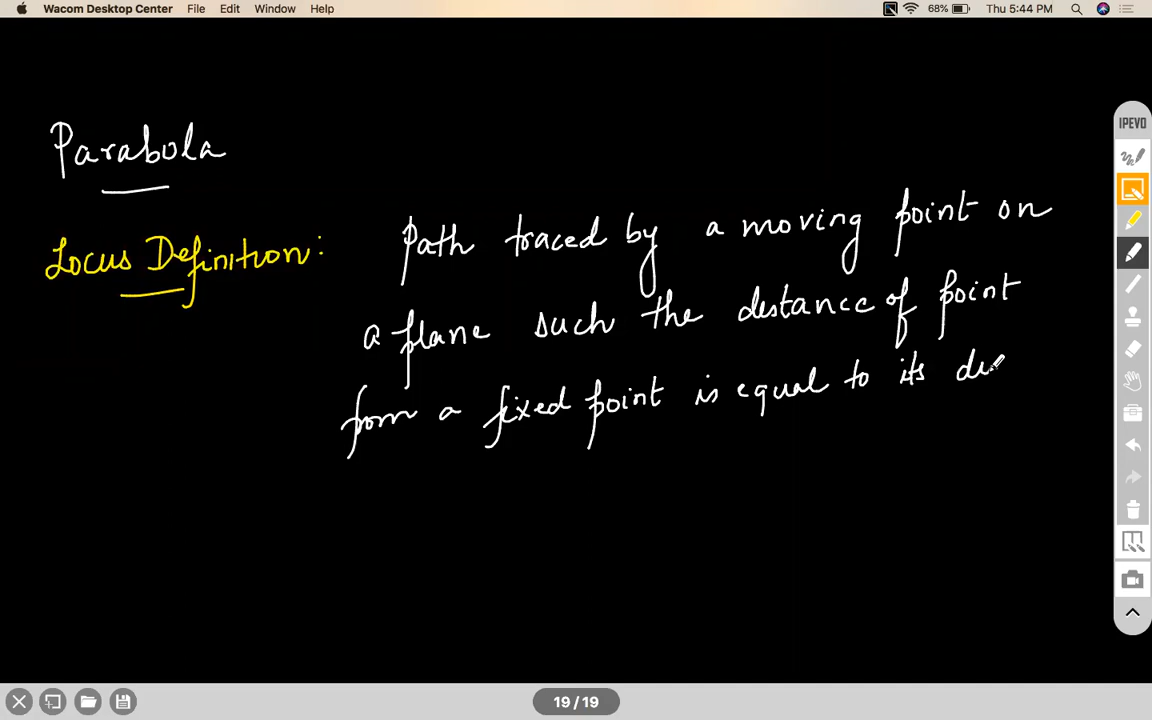 Wacom Desktop Center File Edit Window Help 68% Thu 5:44 PM
IPEVO
Parabola
Locus Definition: Path traced by a moving point on
a plane such the distance of point
from a fixed point is equal to its
19 / 19